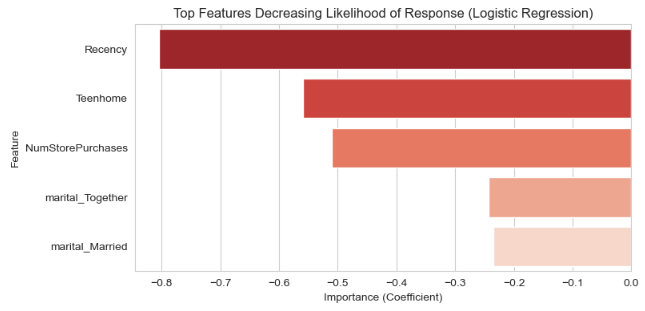 Top Features Decreasing Likelihood of Response (Logistic Regression)
Recency
Teenhome
NumStorePurchases
marital_Together
marital_Married
Feature
−0.8 −0.7 −0.6 −0.5 −0.4 −0.3 −0.2 −0.1 0.0
Importance (Coefficient)